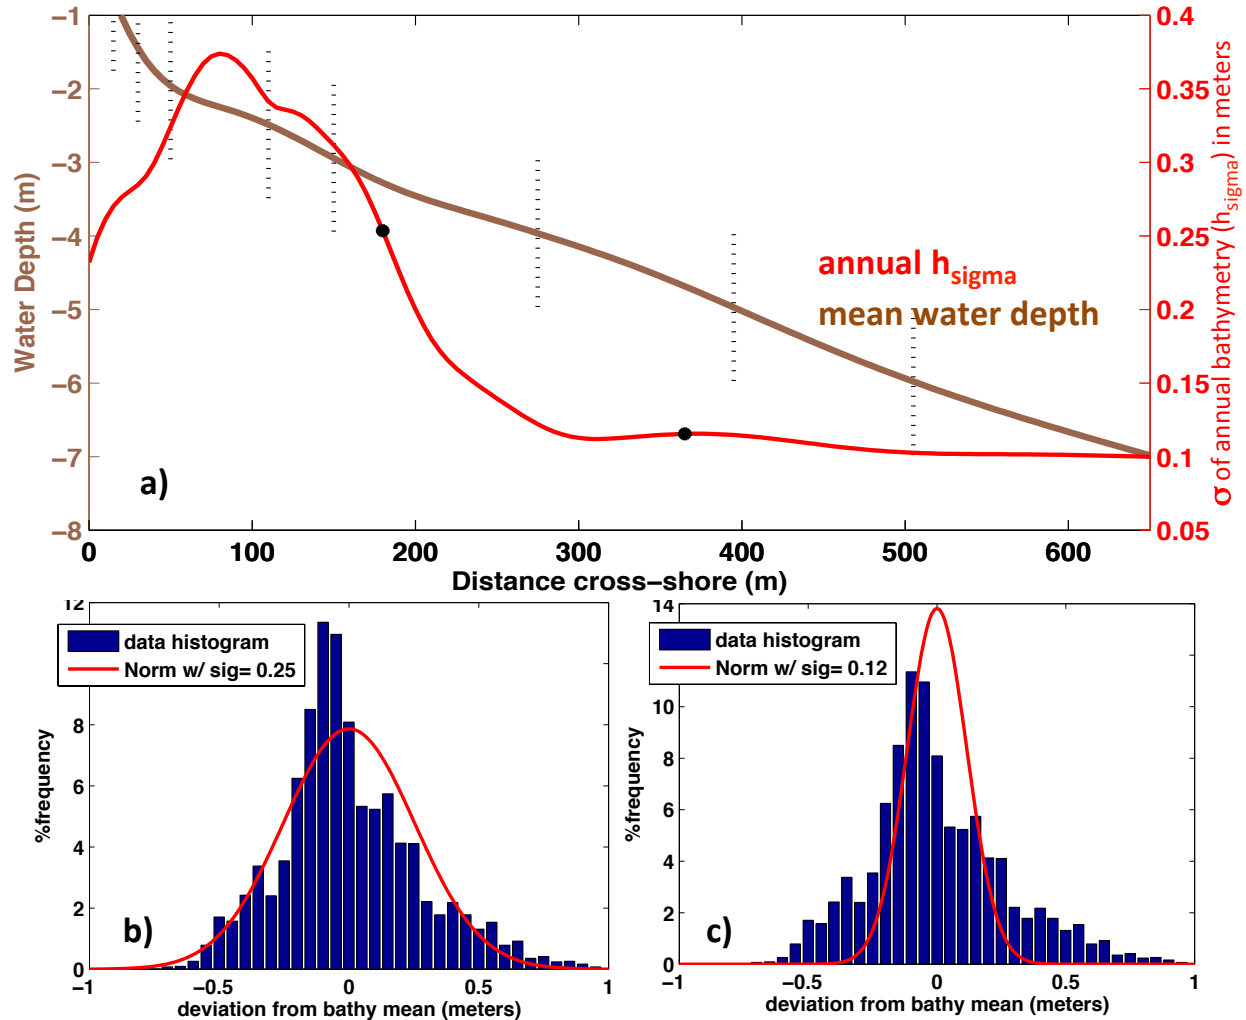 −1
−2
−3
−4
−5
−6
−7
−8
Water Depth (m)
0.4
0.35
0.3
0.25
0.2
0.15
0.1
0.05
σ of annual bathymetry (h_sigma) in meters
annual h_sigma
mean water depth
a)
0 100 200 300 400 500 600
Distance cross−shore (m)
12
8
6
4
2
0
%frequency
data histogram
Norm w/ sig= 0.25
b)
−1 −0.5 0 0.5 1
deviation from bathy mean (meters)
14
10
8
6
4
2
0
%frequency
data histogram
Norm w/ sig= 0.12
c)
−1 −0.5 0 0.5 1
deviation from bathy mean (meters)